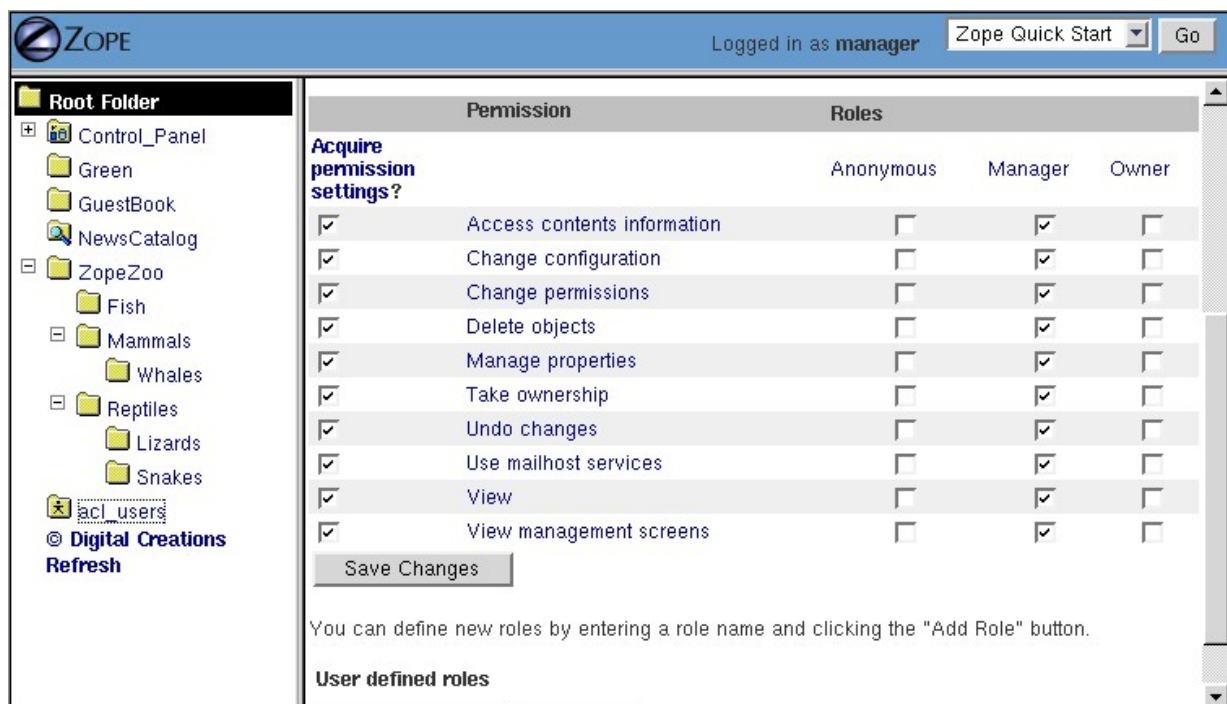 ZOPE
Logged in as manager
Zope Quick Start
Go
Root Folder
Control_Panel
Green
GuestBook
NewsCatalog
ZopeZoo
Fish
Mammals
Whales
Reptiles
Lizards
Snakes
acl_users
© Digital Creations
Refresh
Permission Roles
Acquire
permission
settings?
Anonymous Manager Owner
Access contents information
Change configuration
Change permissions
Delete objects
Manage properties
Take ownership
Undo changes
Use mailhost services
View
View management screens
Save Changes
You can define new roles by entering a role name and clicking the "Add Role" button.
User defined roles